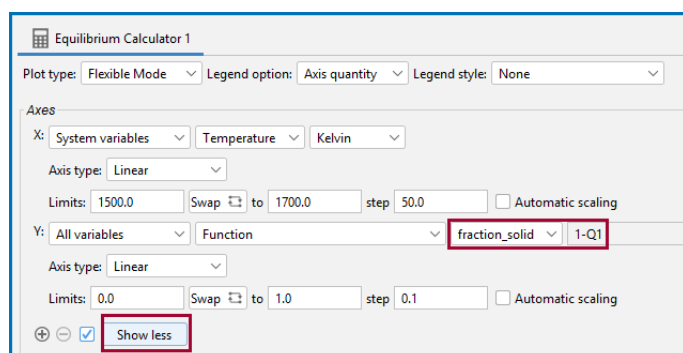 Equilibrium Calculator 1
Plot type: Flexible Mode Legend option: Axis quantity Legend style: None
Axes
X: System variables Temperature Kelvin
Axis type: Linear
Limits: 1500.0 Swap to 1700.0 step 50.0 Automatic scaling
Y: All variables Function fraction_solid 1-Q1
Axis type: Linear
Limits: 0.0 Swap to 1.0 step 0.1 Automatic scaling
Show less